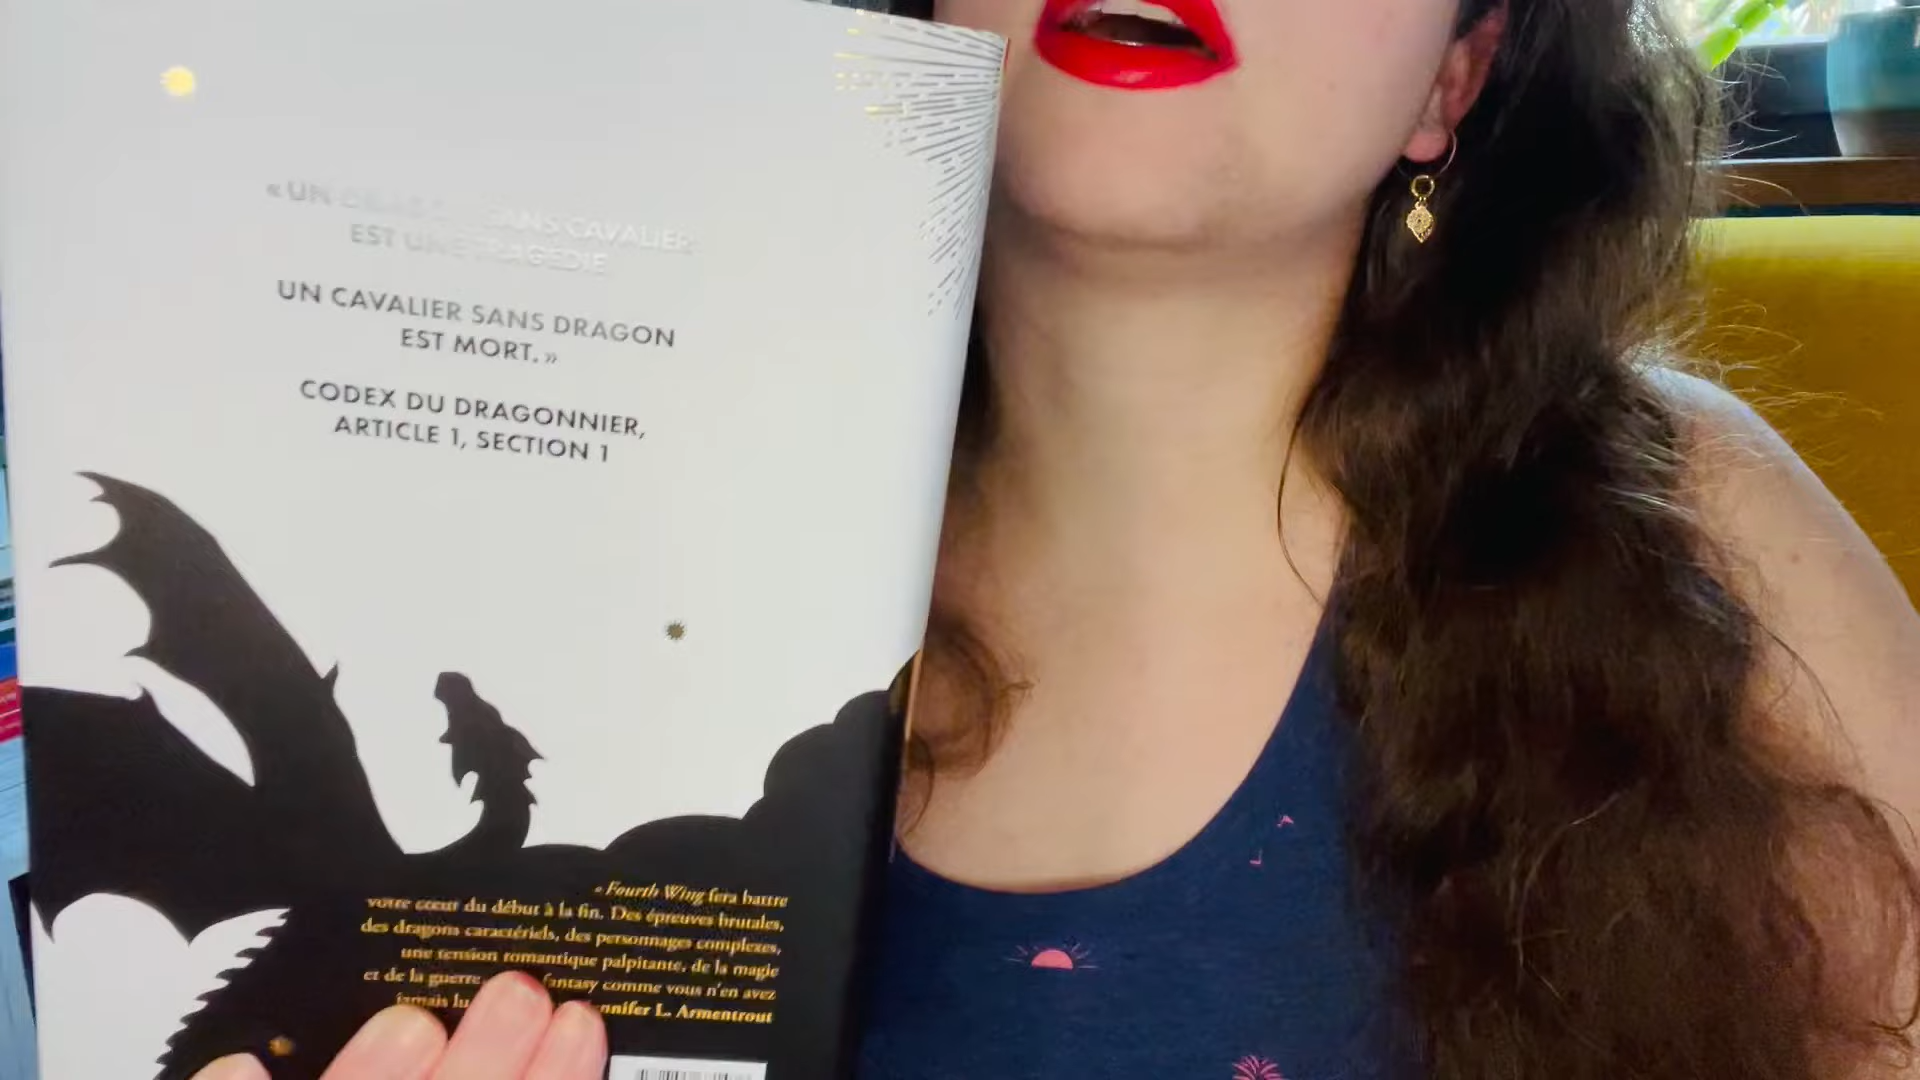 « UN DRAGON SANS CAVALIER
EST UNE TRAGÉDIE
UN CAVALIER SANS DRAGON
EST MORT. »
CODEX DU DRAGONNIER,
ARTICLE 1, SECTION 1
« Fourth Wing fera battre
votre cœur du début à la fin. Des épreuves brutales,
des dragons caractériels, des personnages complexes,
une tension romantique palpitante, de la magie
et de la guerre. fantasy comme vous n'en avez
jamais lu L. Armentrout